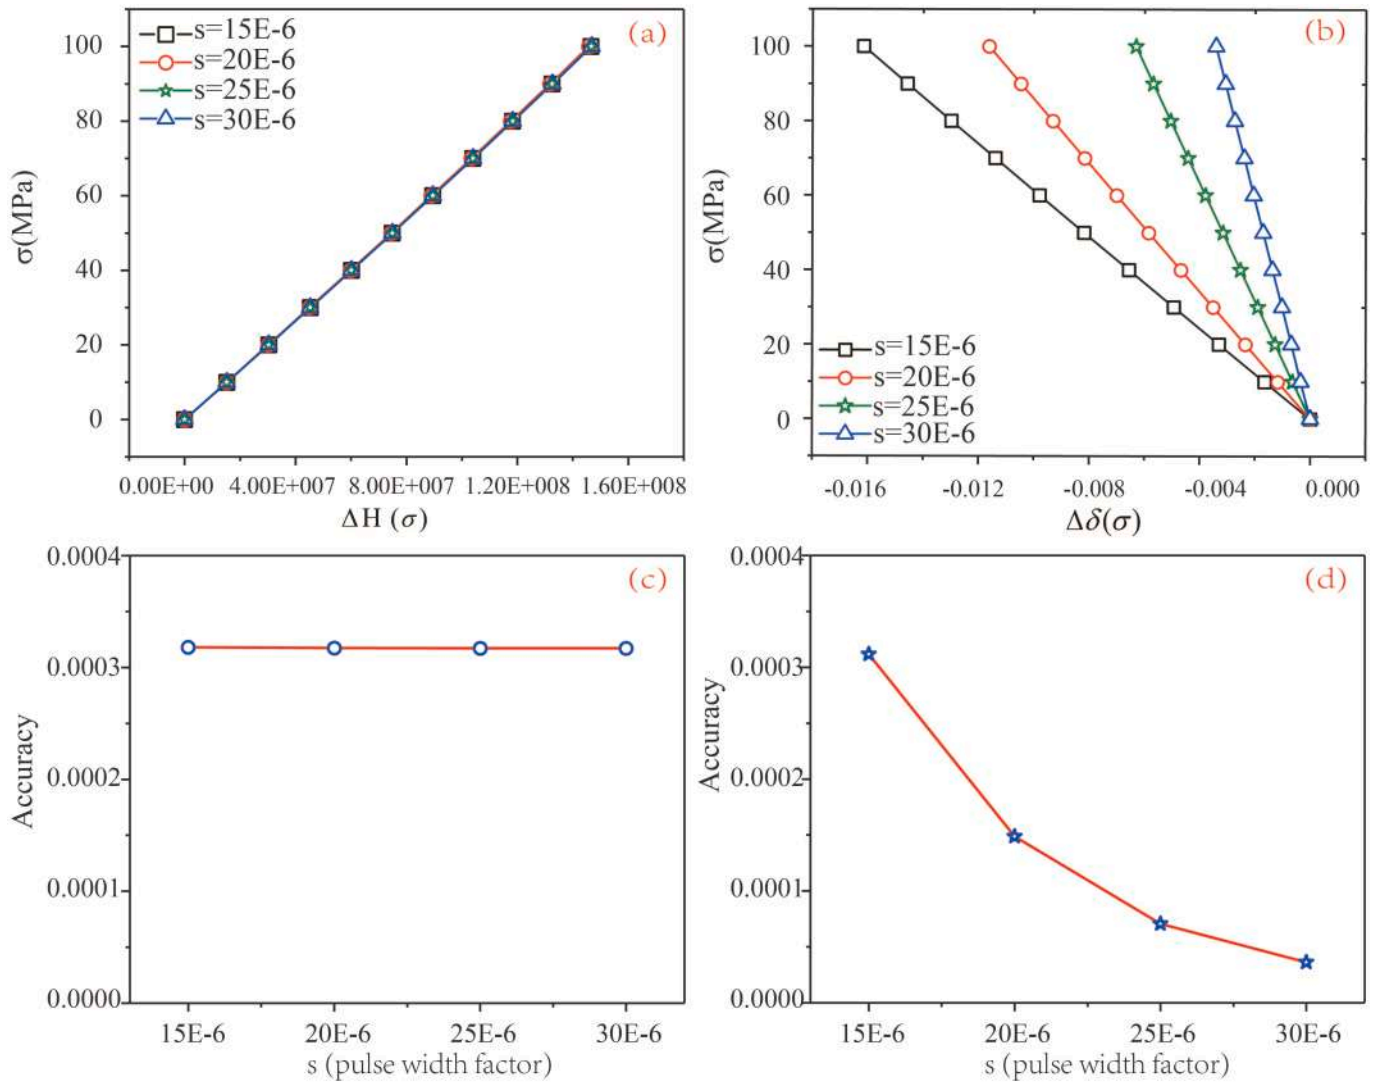 (a)
s=15E-6
s=20E-6
s=25E-6
s=30E-6
100
80
60
40
20
0
σ(MPa)
0.00E+00
4.00E+007
8.00E+007
1.20E+008
1.60E+008
ΔH (σ)
(b)
100
80
60
40
20
0
σ(MPa)
s=15E-6
s=20E-6
s=25E-6
s=30E-6
-0.016
-0.012
-0.008
-0.004
0.000
Δδ(σ)
(c)
0.0004
0.0003
0.0002
0.0001
0.0000
Accuracy
15E-6
20E-6
25E-6
30E-6
s (pulse width factor)
(d)
0.0004
0.0003
0.0002
0.0001
0.0000
Accuracy
15E-6
20E-6
25E-6
30E-6
s (pulse width factor)